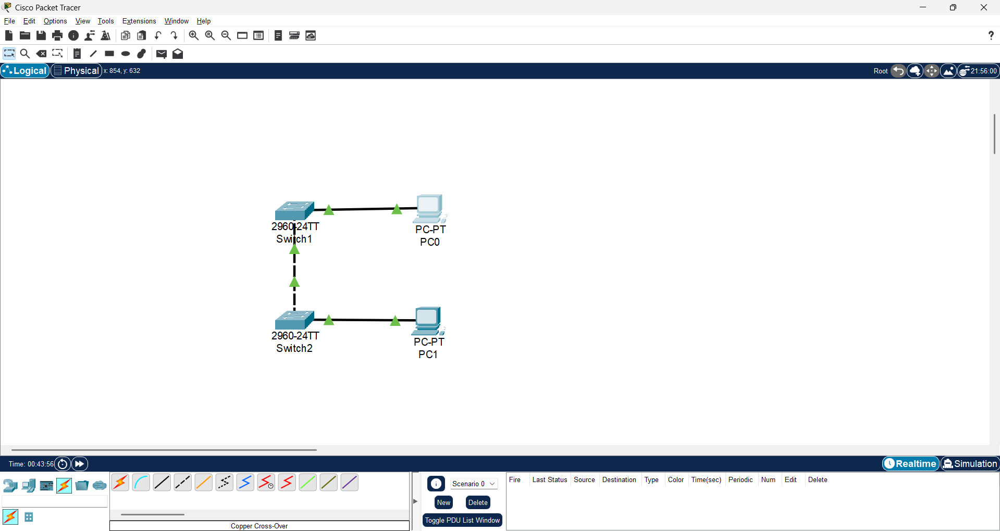 Cisco Packet Tracer
File Edit Options View Tools Extensions Window Help
Logical Physical x: 854, y: 632 Root 21:56:00
2960-24TT
Switch1
PC-PT
PC0
2960-24TT
Switch2
PC-PT
PC1
Time: 00:43:56 Realtime Simulation
Scenario 0
New Delete
Toggle PDU List Window
Fire Last Status Source Destination Type Color Time(sec) Periodic Num Edit Delete
Copper Cross-Over